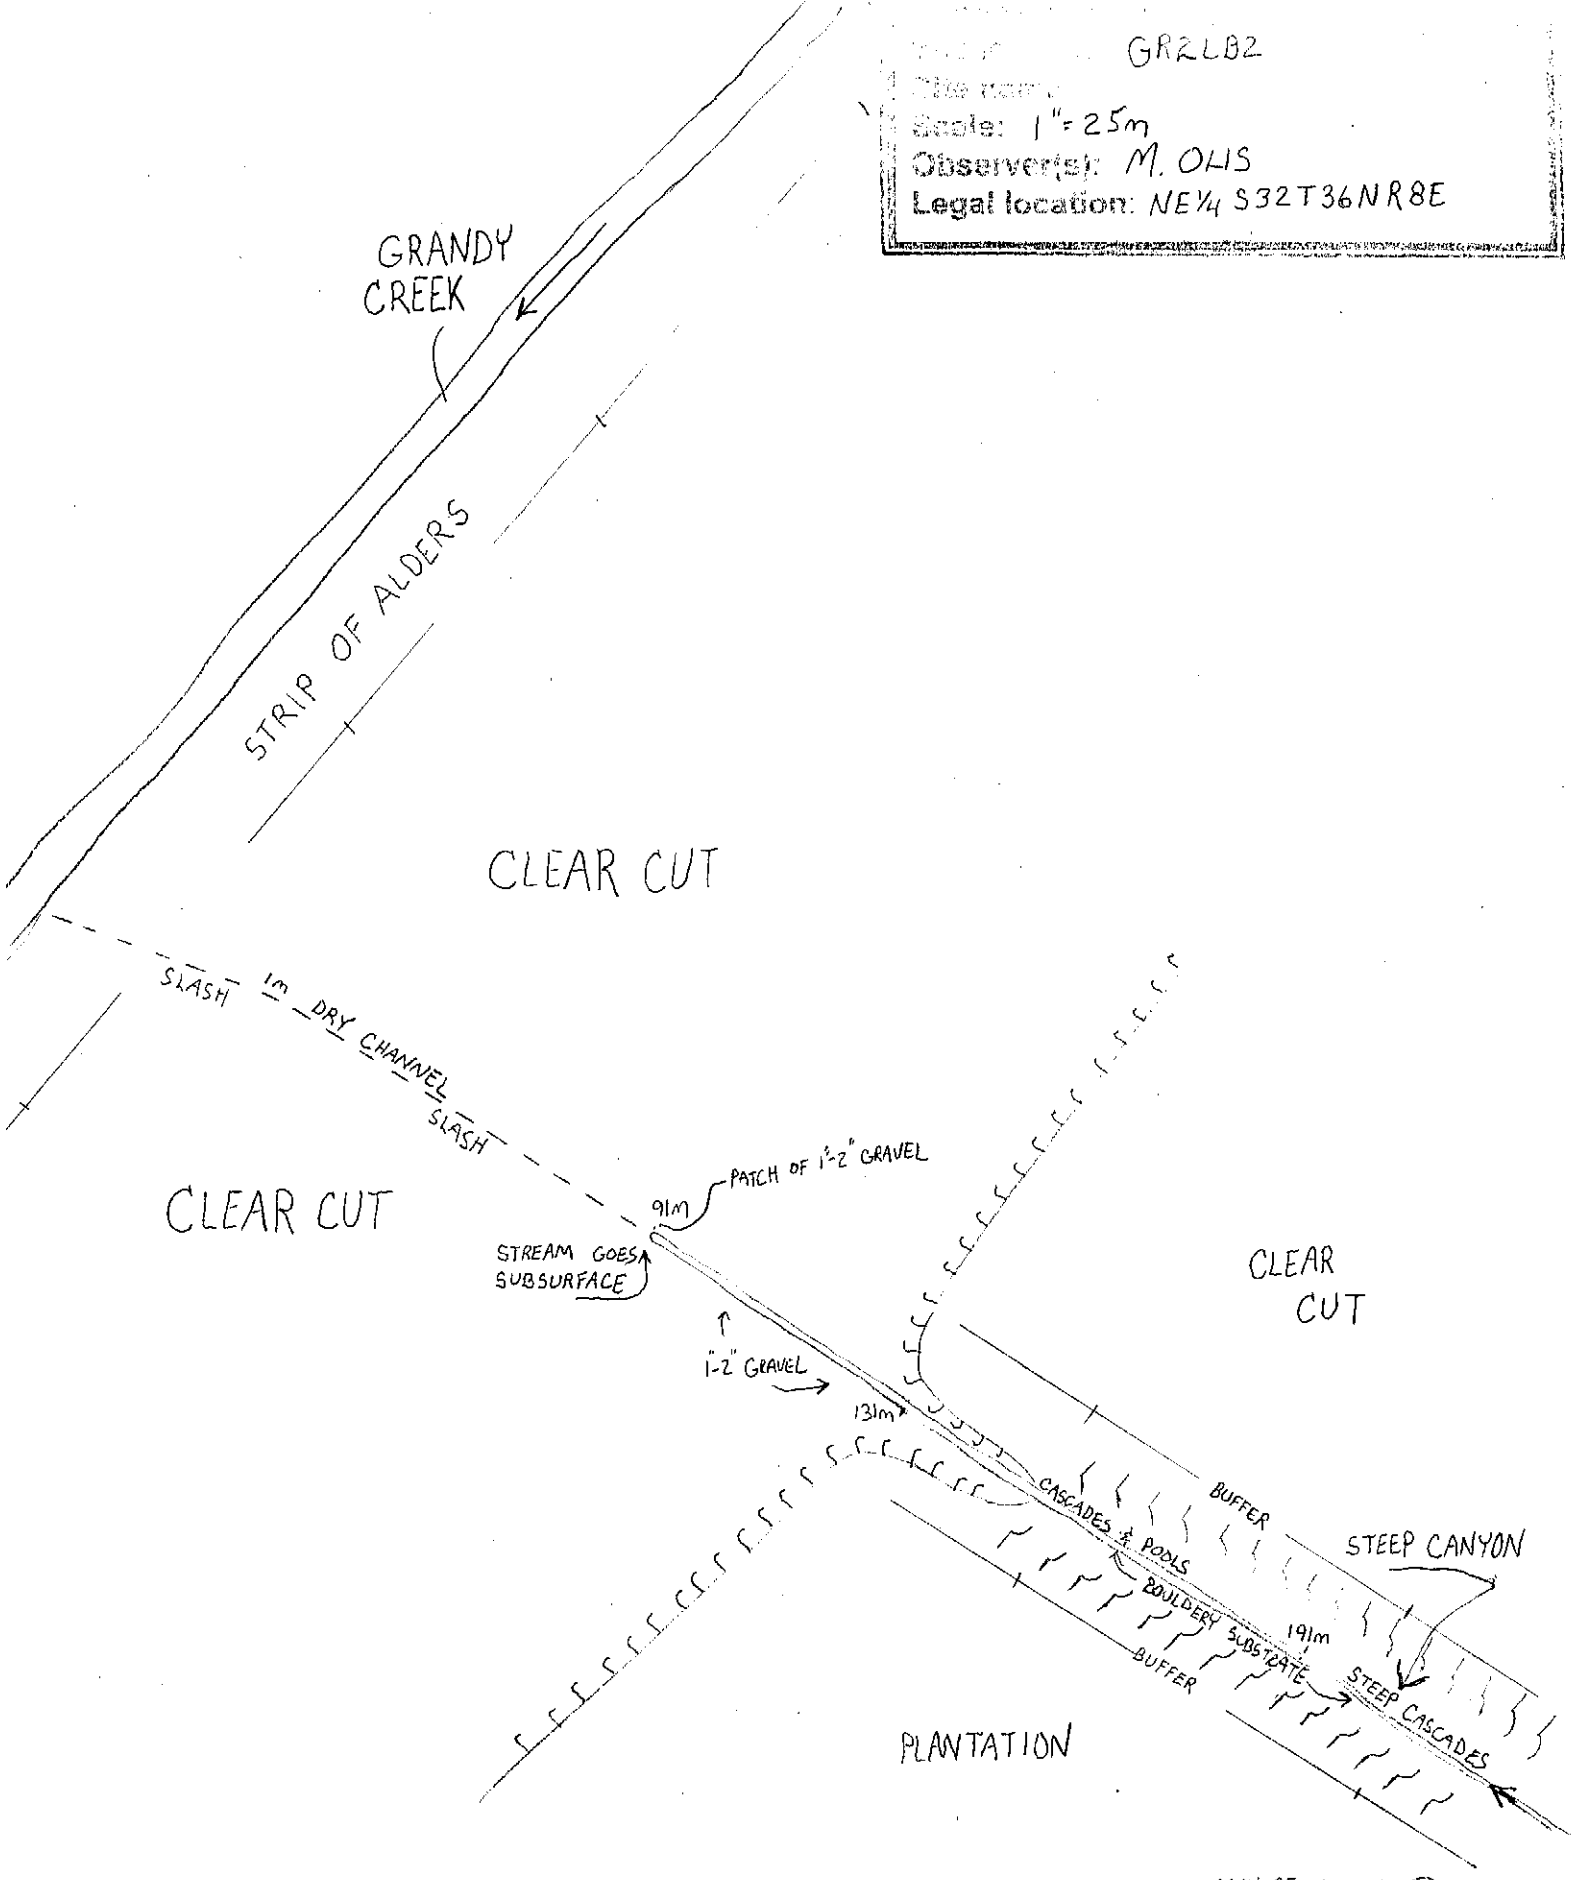 GR2LB2
Site name
Scale: 1"=25m
Observer(s): M. OLIS
Legal location: NE¼ S32T36NR8E
GRANDY
CREEK
STRIP OF ALDERS
CLEAR CUT
SLASH 1m DRY CHANNEL
SLASH
CLEAR CUT
PATCH OF 1"-2" GRAVEL
91m
STREAM GOES
SUBSURFACE
CLEAR
CUT
1"-2" GRAVEL
131m
BUFFER
CASCADES & POOLS
STEEP CANYON
BOULDERY SUBSTRATE
191m
BUFFER
STEEP CASCADES
PLANTATION